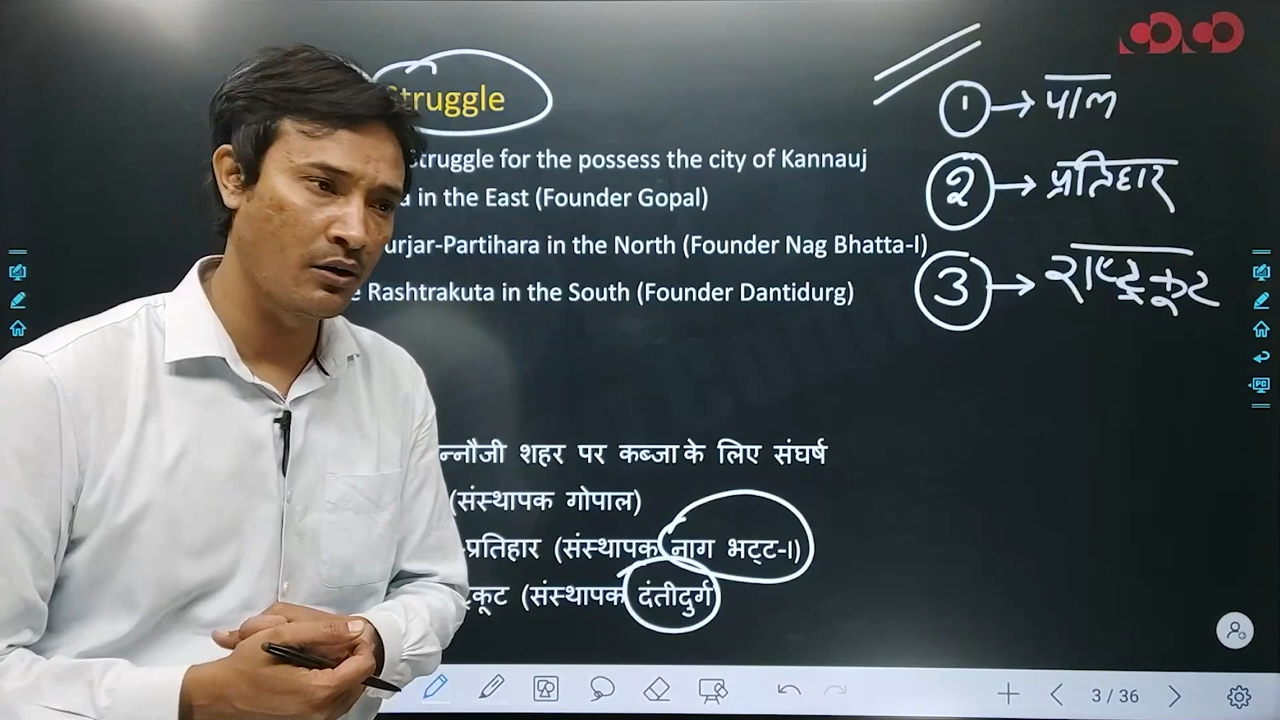 Struggle
Struggle for the possess the city of Kannauj
in the East (Founder Gopal)
urjar-Partihara in the North (Founder Nag Bhatta-I)
Rashtrakuta in the South (Founder Dantidurg)
१ → पाल
२ → प्रतिहार
3 → राष्ट्रकूट
न्नौजी शहर पर कब्जा के लिए संघर्ष
(संस्थापक गोपाल)
-प्रतिहार (संस्थापक नाग भट्ट-I)
कूट (संस्थापक दंतीदुर्ग
3 / 36